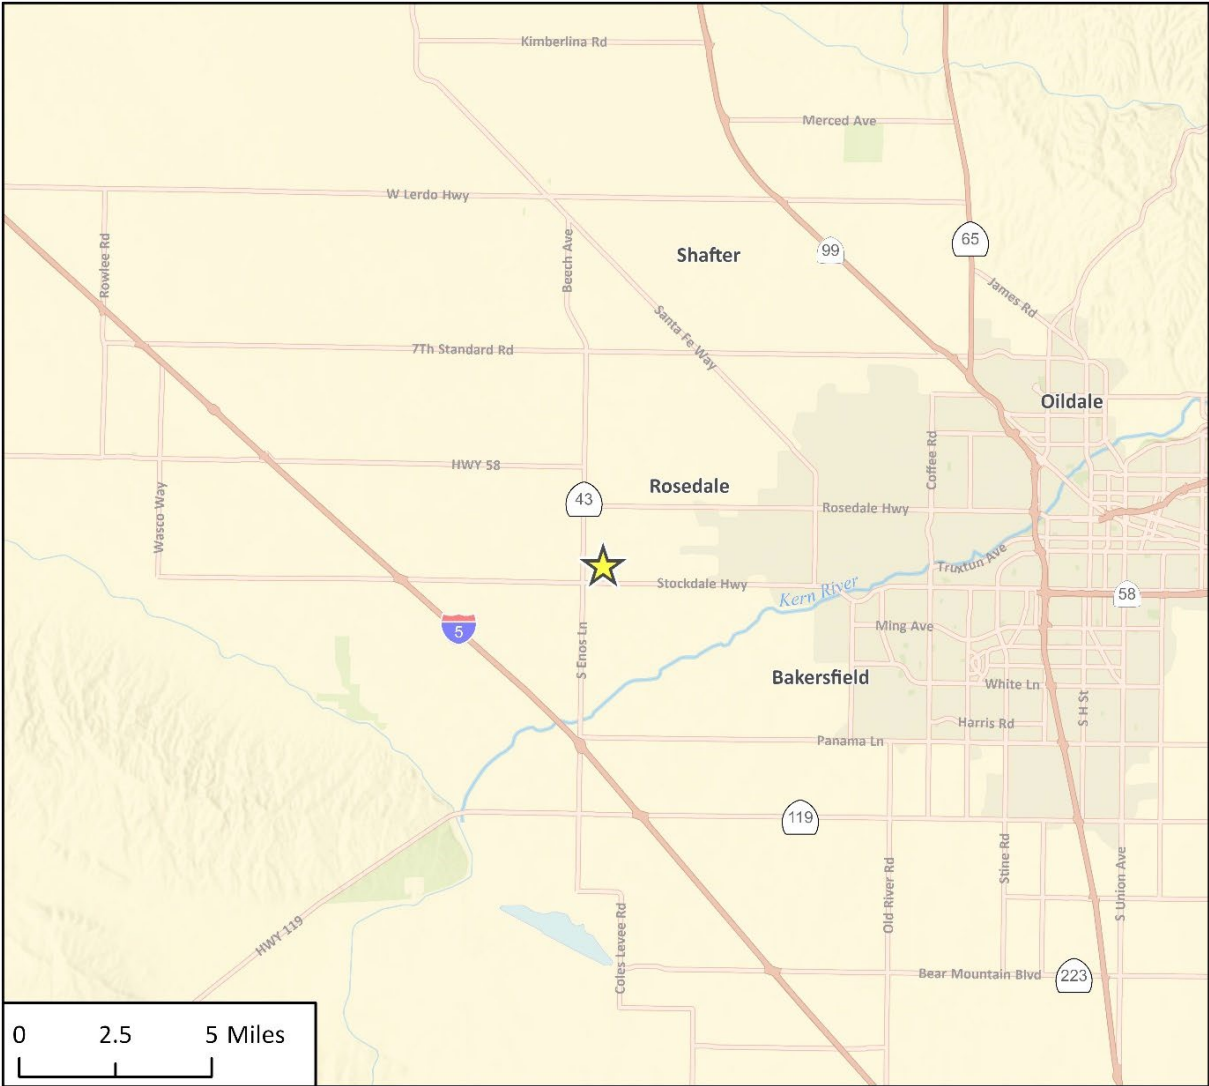 Kimberlina Rd
Merced Ave
W Lerdo Hwy
Rowlee Rd
Beech Ave
Shafter
99
65
James Rd
Santa Fe Way
7Th Standard Rd
Oildale
Coffee Rd
HWY 58
Rosedale
43
Rosedale Hwy
Wasco Way
Truxtun Ave
Stockdale Hwy
Kern River
58
5
S Enos Ln
Ming Ave
Bakersfield
White Ln
S H St
Harris Rd
Panama Ln
119
Old River Rd
Stine Rd
S Union Ave
HWY 119
Coles Levee Rd
Bear Mountain Blvd
223
0 2.5 5 Miles